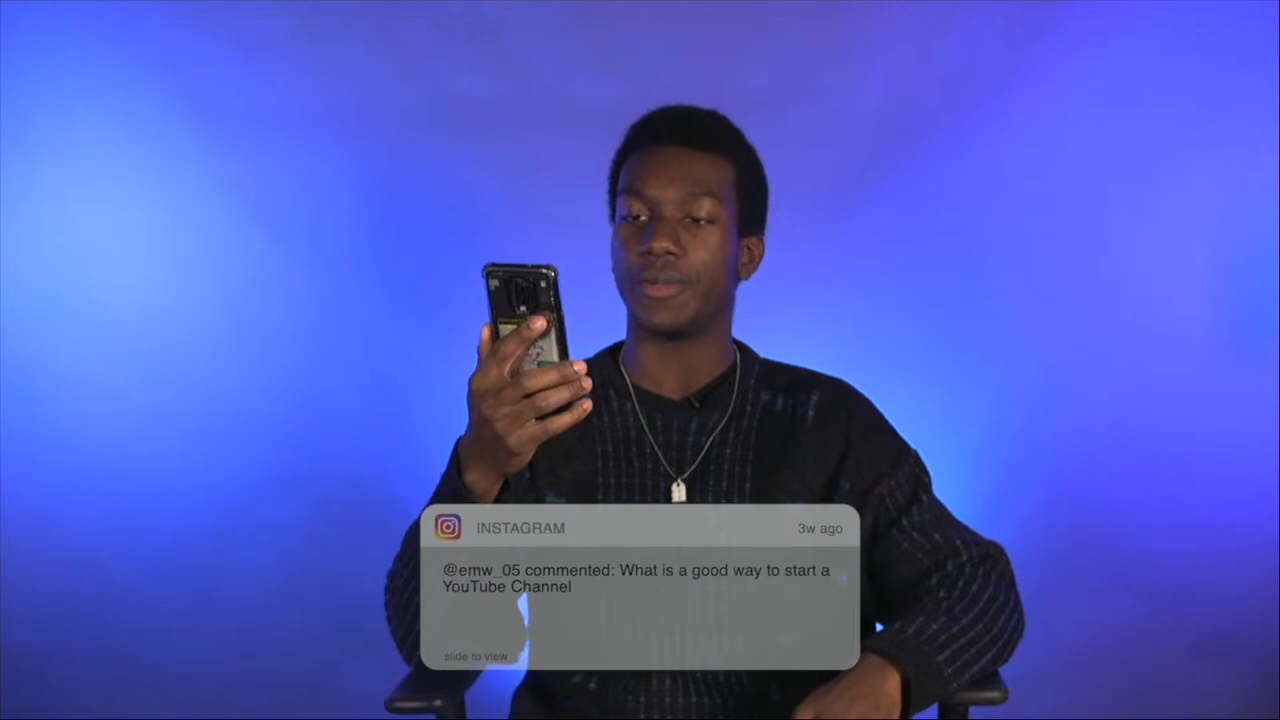 INSTAGRAM 3w ago
@emw_05 commented: What is a good way to start a
YouTube Channel
slide to view